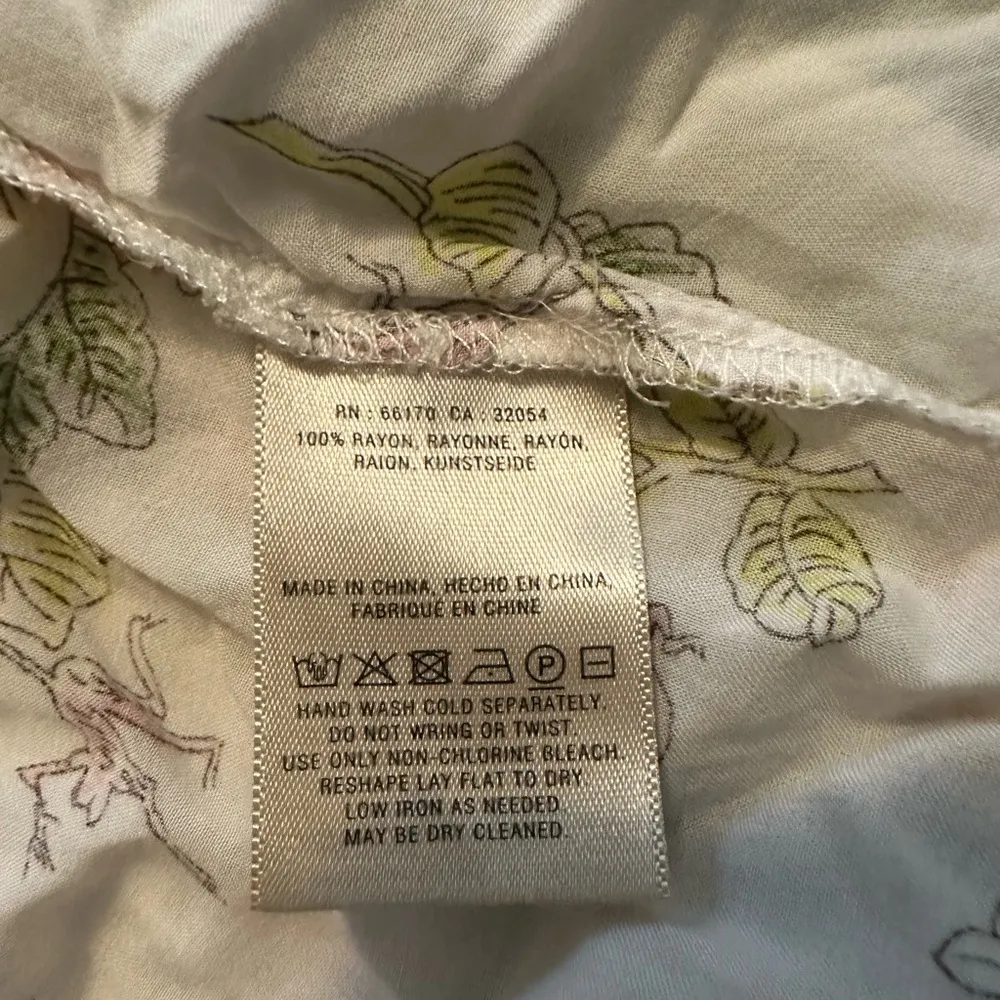 RN : 66170 CA : 32054
100% RAYON, RAYONNE, RAYÓN,
RAION, KUNSTSEIDE
MADE IN CHINA, HECHO EN CHINA,
FABRIQUÉ EN CHINE
P
HAND WASH COLD SEPARATELY.
DO NOT WRING OR TWIST.
USE ONLY NON-CHLORINE BLEACH.
RESHAPE LAY FLAT TO DRY
LOW IRON AS NEEDED.
MAY BE DRY CLEANED.